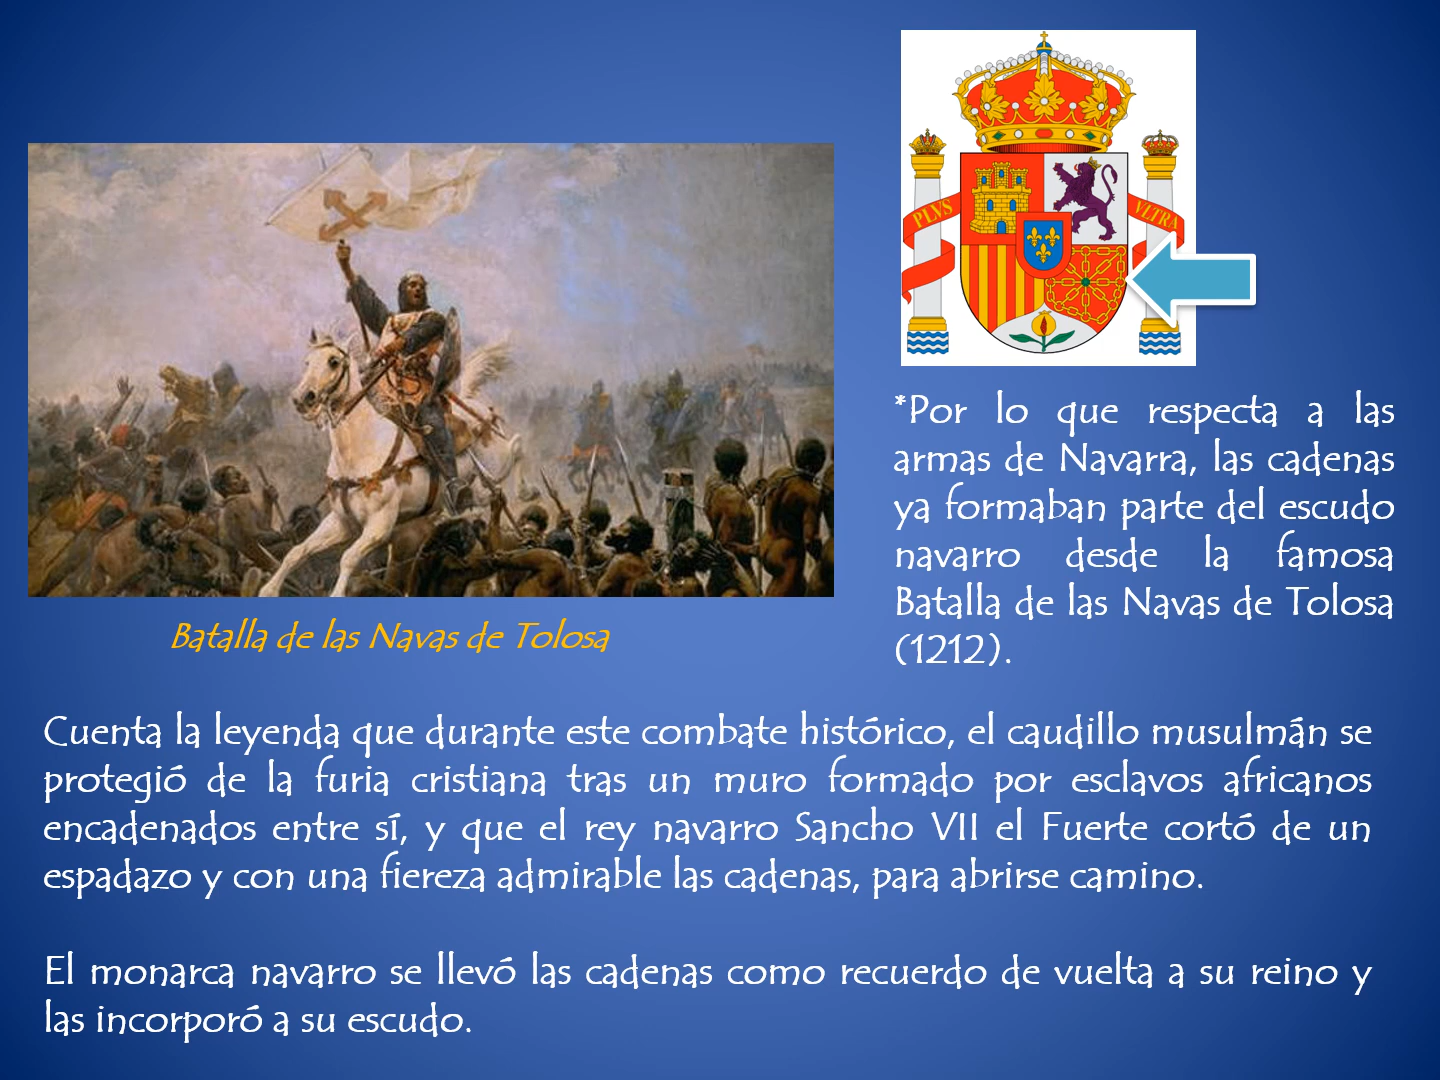 PLVS
VLTRA
*Por lo que respecta a las
armas de Navarra, las cadenas
ya formaban parte del escudo
navarro desde la famosa
Batalla de las Navas de Tolosa
(1212).
Batalla de las Navas de Tolosa
Cuenta la leyenda que durante este combate histórico, el caudillo musulmán se
protegió de la furia cristiana tras un muro formado por esclavos africanos
encadenados entre sí, y que el rey navarro Sancho VII el Fuerte cortó de un
espadazo y con una fiereza admirable las cadenas, para abrirse camino.
El monarca navarro se llevó las cadenas como recuerdo de vuelta a su reino y
las incorporó a su escudo.